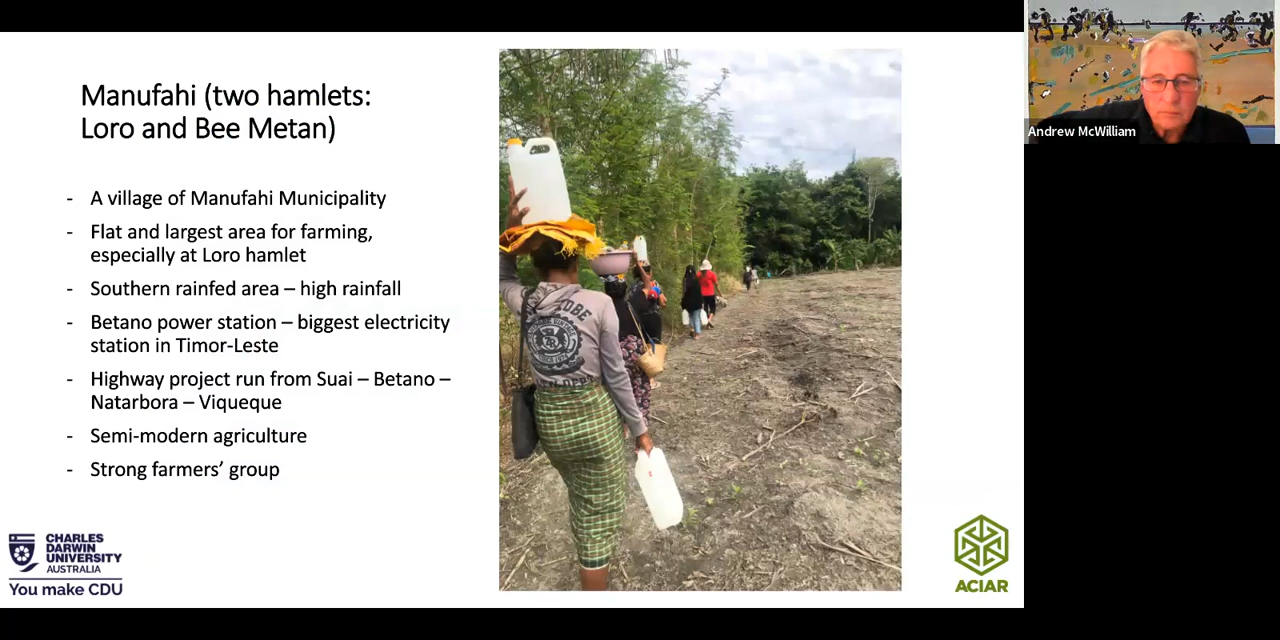 Manufahi (two hamlets:
Loro and Bee Metan)
- A village of Manufahi Municipality
- Flat and largest area for farming,
especially at Loro hamlet
- Southern rainfed area – high rainfall
- Betano power station – biggest electricity
station in Timor-Leste
- Highway project run from Suai – Betano –
Natarbora – Viqueque
- Semi-modern agriculture
- Strong farmers’ group
CHARLES
DARWIN
UNIVERSITY
AUSTRALIA
You make CDU
ACIAR
Andrew McWilliam